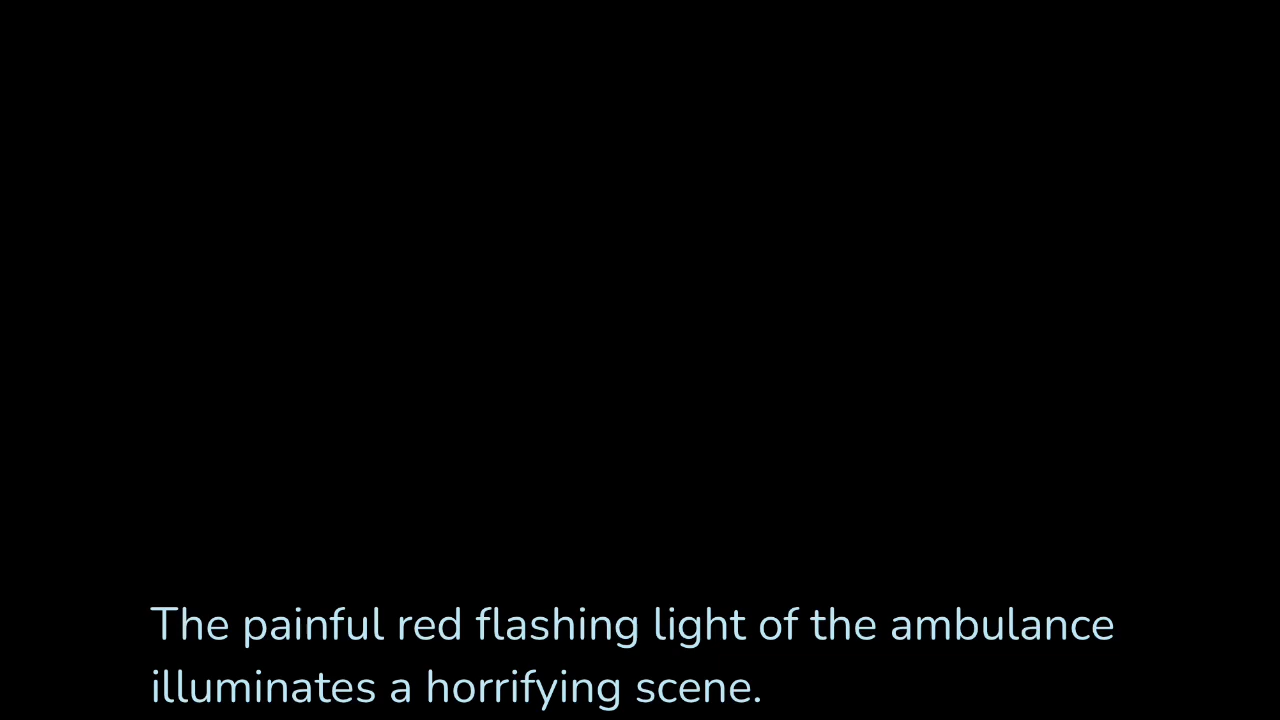 The painful red flashing light of the ambulance
illuminates a horrifying scene.